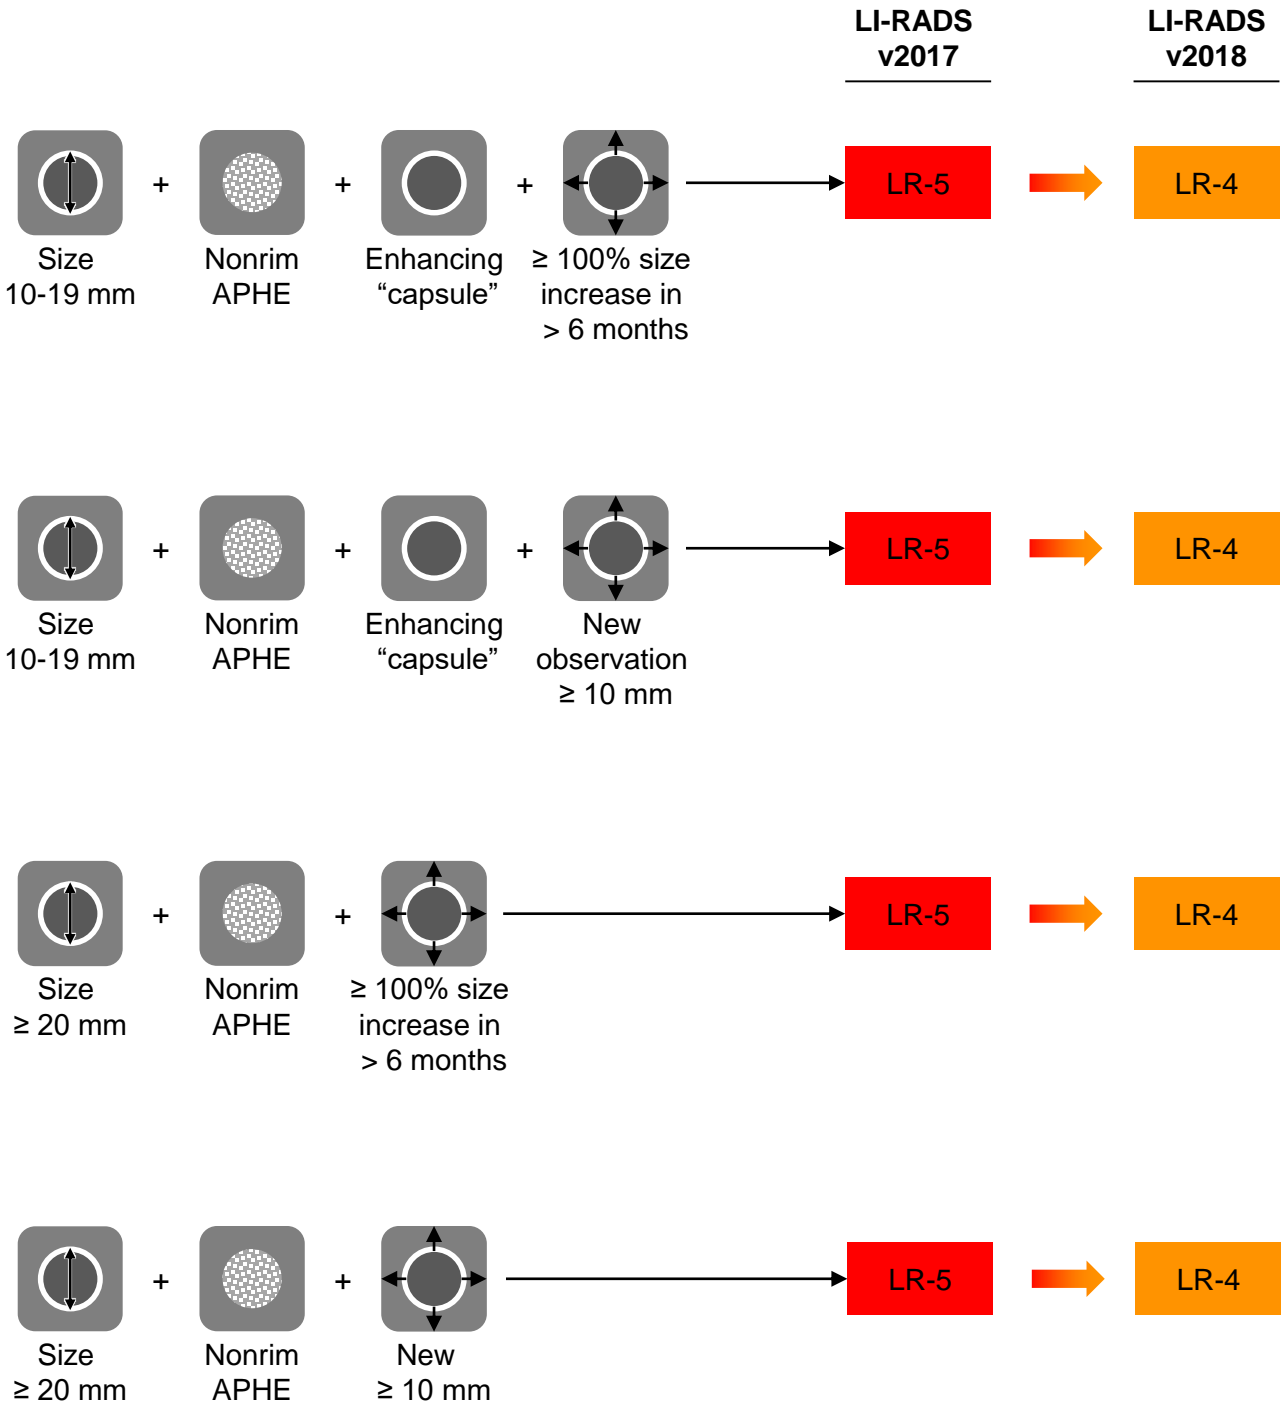 LI-RADS
v2017
LI-RADS
v2018
+
+
+
LR-5
LR-4
Size
10-19 mm
Nonrim
APHE
Enhancing
“capsule”
≥ 100% size
increase in
> 6 months
+
+
+
LR-5
LR-4
Size
10-19 mm
Nonrim
APHE
Enhancing
“capsule”
New
observation
≥ 10 mm
+
+
LR-5
LR-4
Size
≥ 20 mm
Nonrim
APHE
≥ 100% size
increase in
> 6 months
+
+
LR-5
LR-4
Size
≥ 20 mm
Nonrim
APHE
New
≥ 10 mm